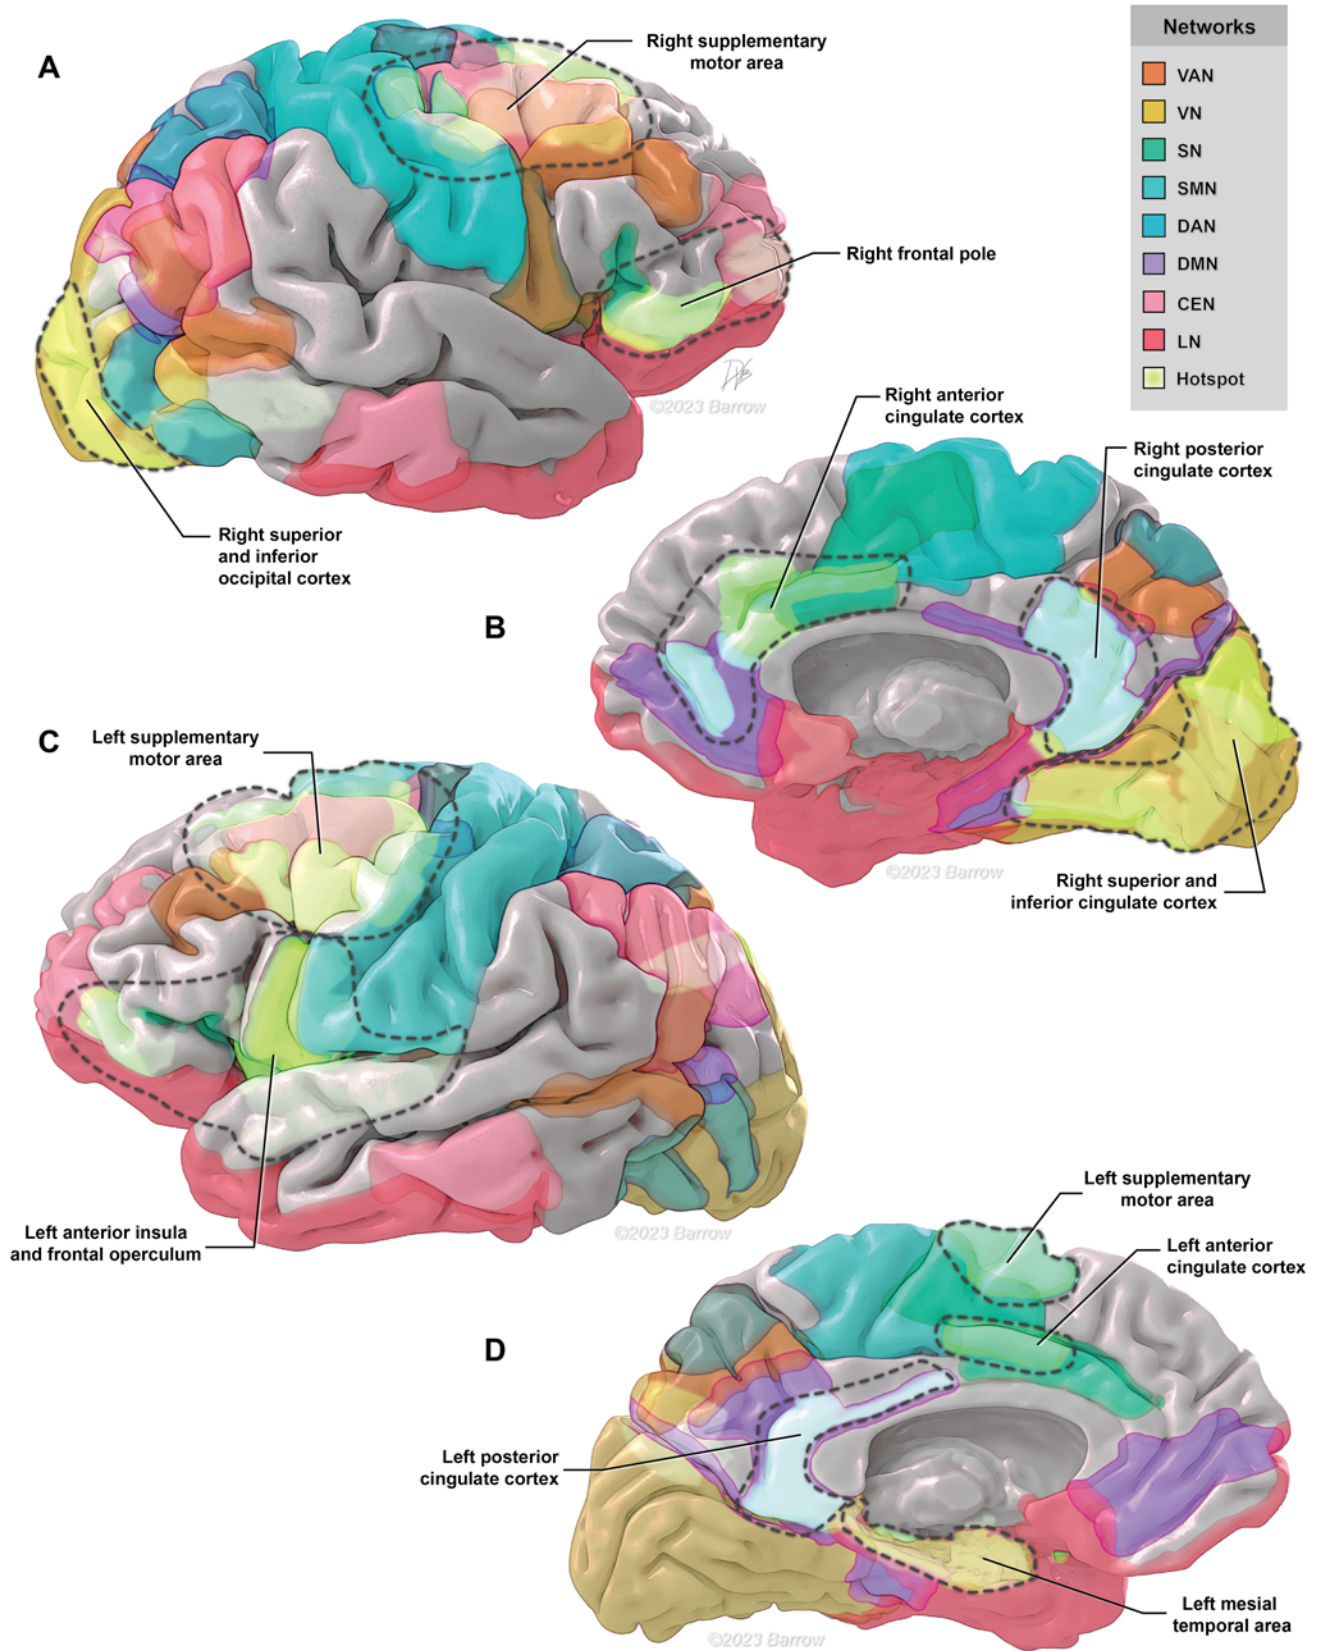 Networks
VAN
VN
SN
SMN
DAN
DMN
CEN
LN
Hotspot
A
Right supplementary
motor area
Right frontal pole
©2023 Barrow
Right superior
and inferior
occipital cortex
B
Right anterior
cingulate cortex
Right posterior
cingulate cortex
©2023 Barrow
Right superior and
inferior cingulate cortex
C
Left supplementary
motor area
Left anterior insula
and frontal operculum
©2023 Barrow
D
Left supplementary
motor area
Left anterior
cingulate cortex
Left posterior
cingulate cortex
Left mesial
temporal area
©2023 Barrow